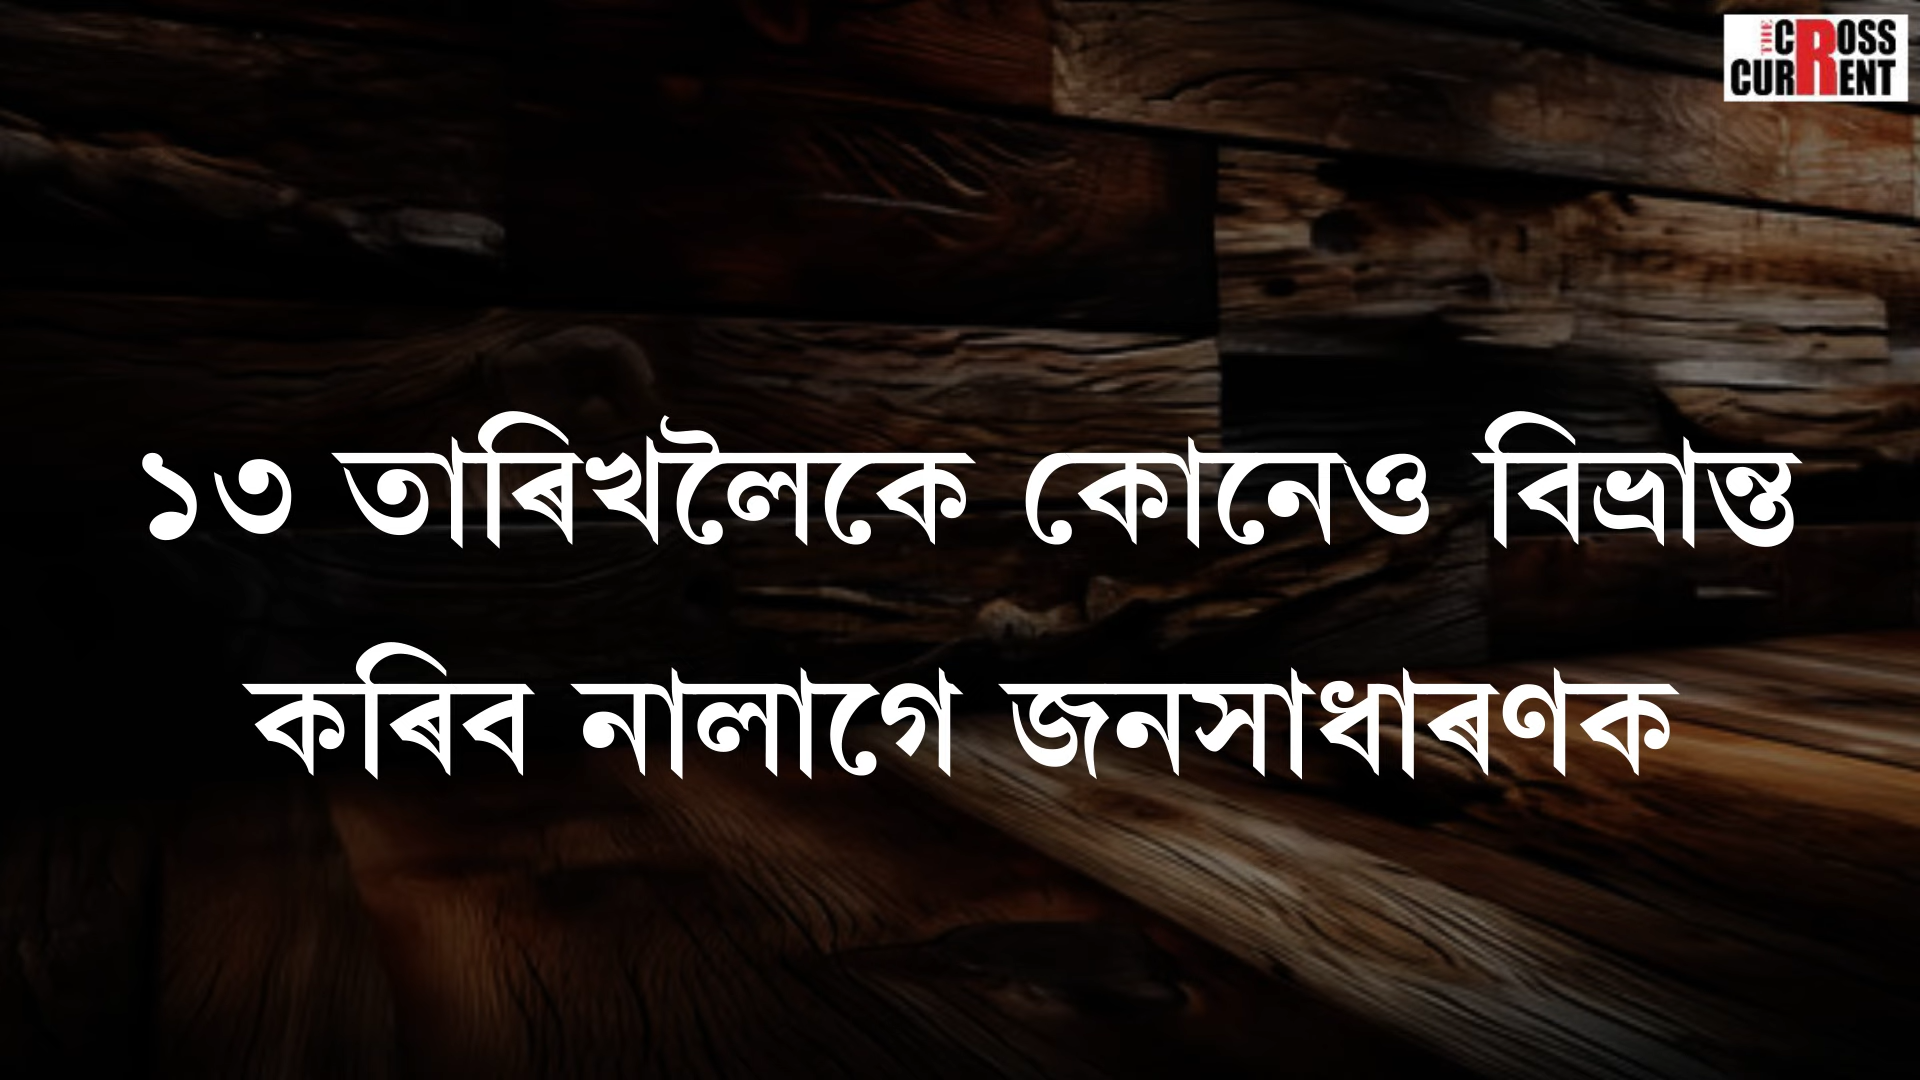 THE CROSS
CURRENT
১৩ তাৰিখলৈকে কোনেও বিভ্ৰান্ত
কৰিব নালাগে জনসাধাৰণক